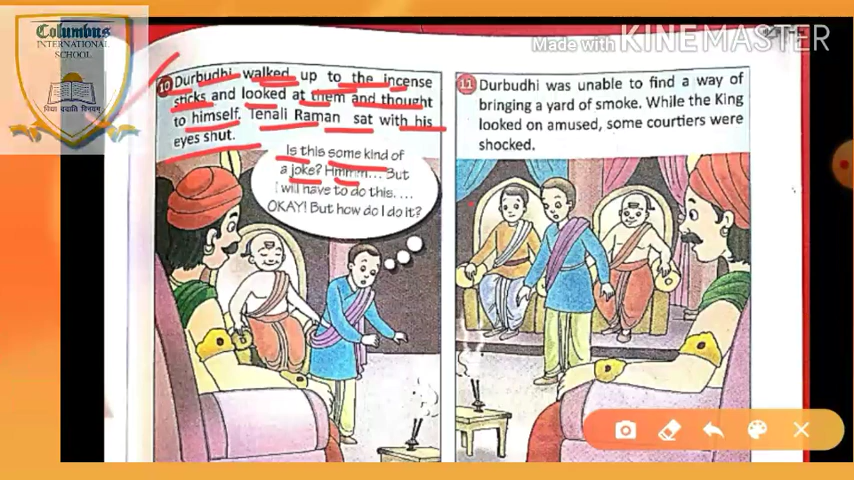 Columbus
INTERNATIONAL
SCHOOL
विद्या ददाति विनयम्
Made with KINEMASTER
10 Durbudhi walked up to the incense
sticks and looked at them and thought
to himself. Tenali Raman sat with his
eyes shut.
Is this some kind of
a joke? Hmmm... But
I will have to do this....
OKAY! But how do I do it?
11 Durbudhi was unable to find a way of
bringing a yard of smoke. While the King
looked on amused, some courtiers were
shocked.